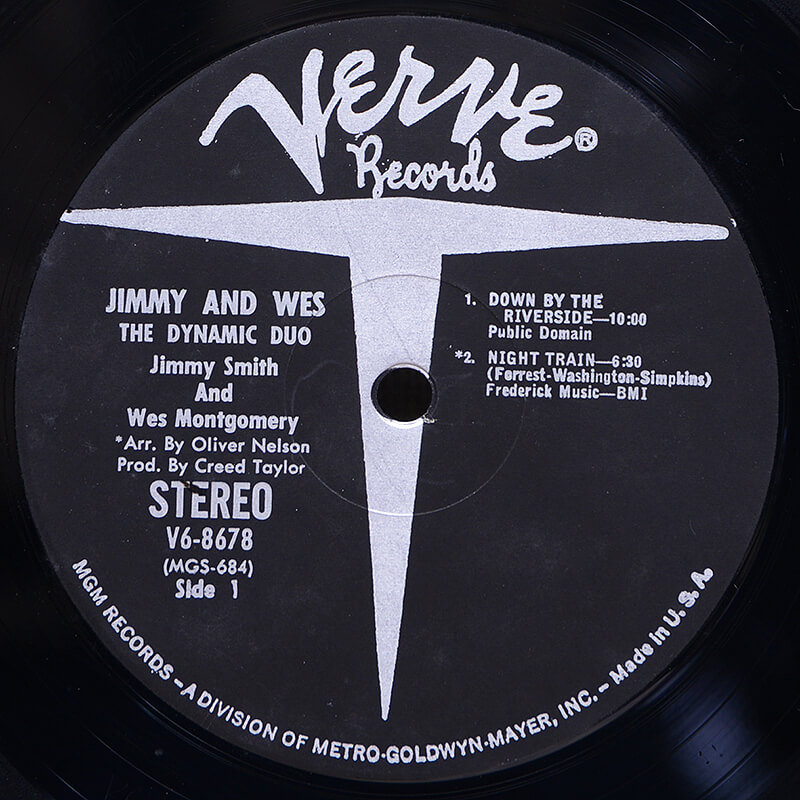 Verve®
Records
JIMMY AND WES
THE DYNAMIC DUO
Jimmy Smith
And
Wes Montgomery
*Arr. By Oliver Nelson
Prod. By Creed Taylor
STEREO
V6-8678
(MGS-684)
Side 1
1. DOWN BY THE
RIVERSIDE—10:00
Public Domain
*2. NIGHT TRAIN—6:30
(Forrest-Washington-Simpkins)
Frederick Music—BMI
MGM RECORDS – A DIVISION OF METRO-GOLDWYN-MAYER, INC. – Made in U.S.A.